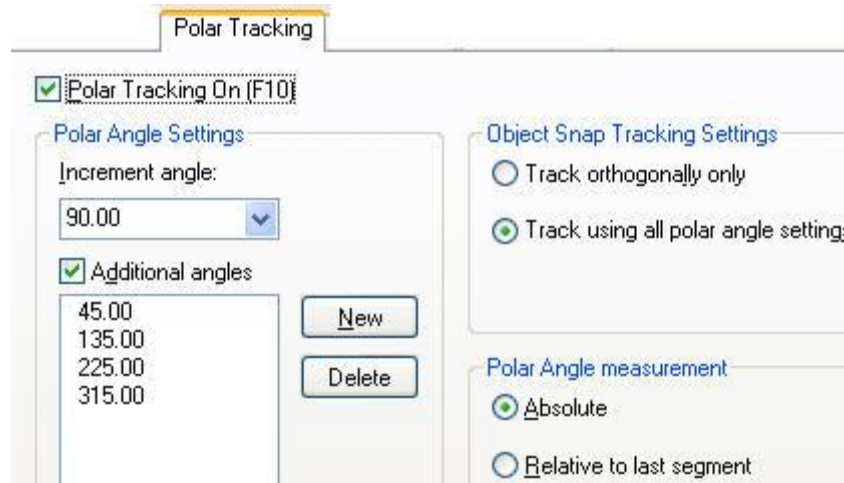 Polar Tracking
Polar Tracking On (F10)
Polar Angle Settings
Increment angle:
90.00
Additional angles
45.00
135.00
225.00
315.00
New
Delete
Object Snap Tracking Settings
Track orthogonally only
Track using all polar angle setting
Polar Angle measurement
Absolute
Relative to last segment